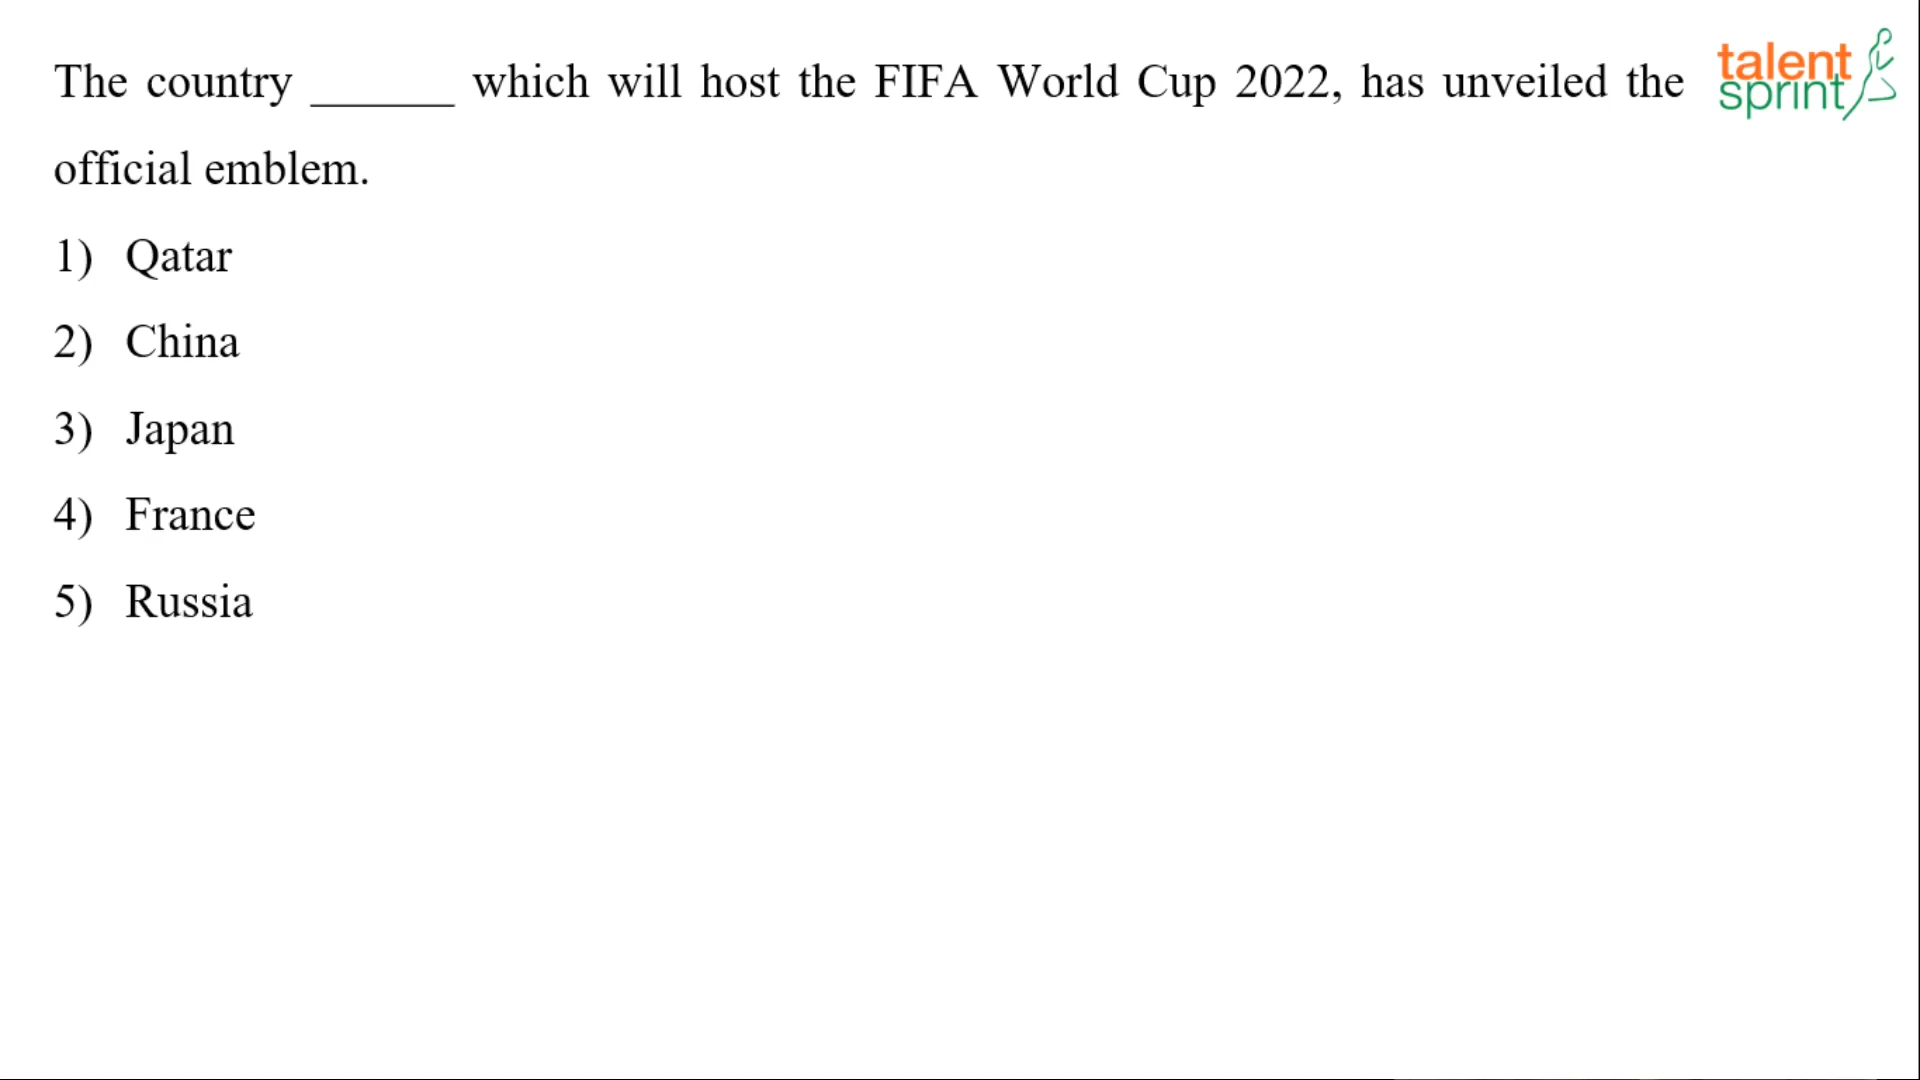 The country ______ which will host the FIFA World Cup 2022, has unveiled the
official emblem.
1) Qatar
2) China
3) Japan
4) France
5) Russia
talent
sprint